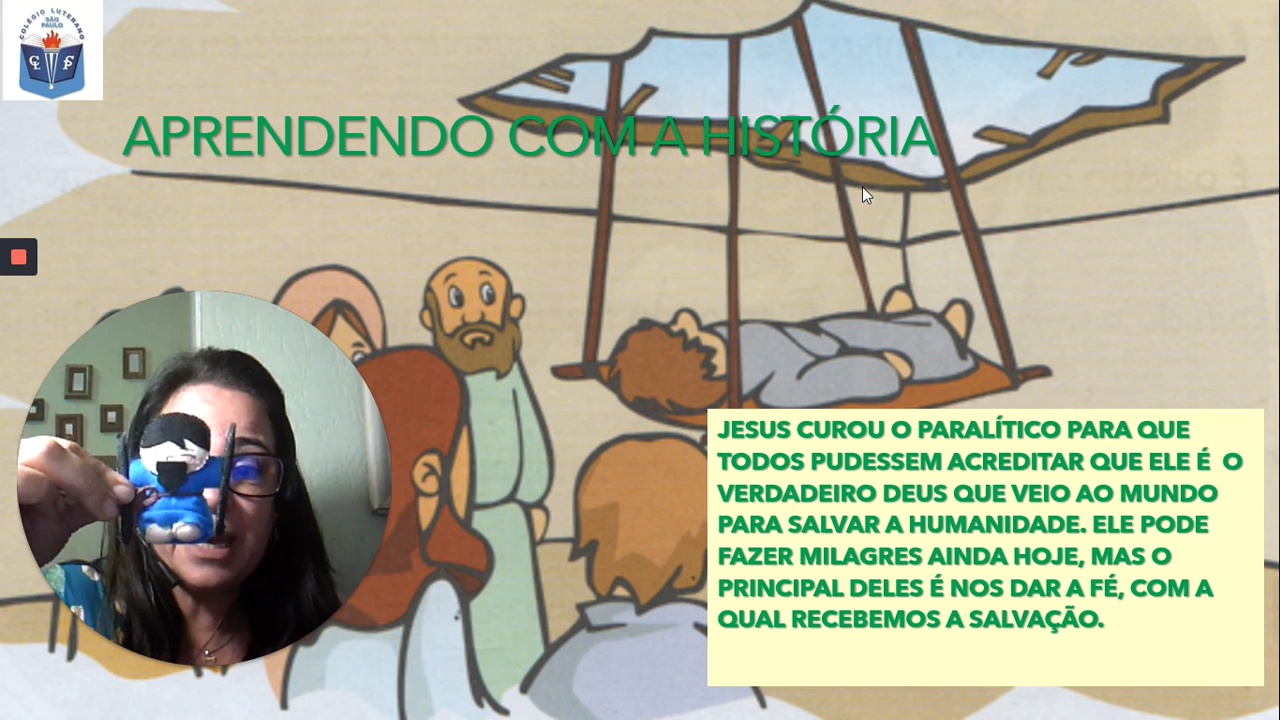 COLÉGIO LUTERANO
SÃO
PAULO
CL SP
APRENDENDO COM A HISTÓRIA
JESUS CUROU O PARALÍTICO PARA QUE
TODOS PUDESSEM ACREDITAR QUE ELE É O
VERDADEIRO DEUS QUE VEIO AO MUNDO
PARA SALVAR A HUMANIDADE. ELE PODE
FAZER MILAGRES AINDA HOJE, MAS O
PRINCIPAL DELES É NOS DAR A FÉ, COM A
QUAL RECEBEMOS A SALVAÇÃO.